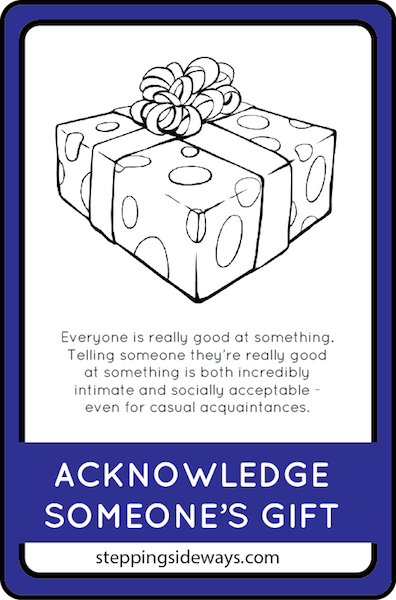 Everyone is really good at something.
Telling someone they're really good
at something is both incredibly
intimate and socially acceptable -
even for casual acquaintances.
ACKNOWLEDGE
SOMEONE'S GIFT
steppingsideways.com